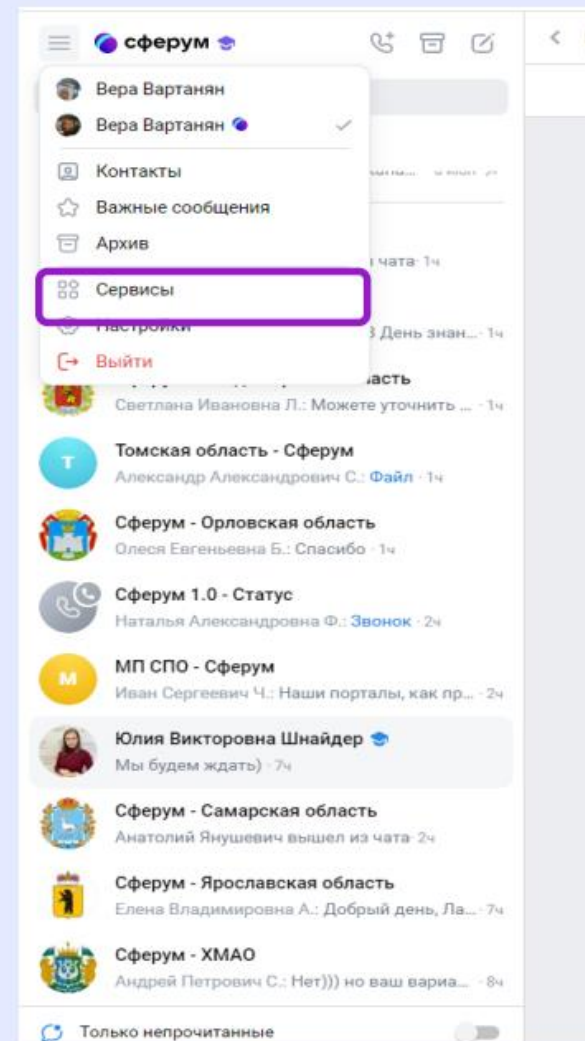 сферум
Вера Вартанян
Вера Вартанян
Контакты
Важные сообщения
Архив
чата · 1ч
Сервисы
Настройки
День знан... · 1ч
Выйти
асть
Светлана Ивановна Л.: Можете уточнить ... · 1ч
Т
Томская область - Сферум
Александр Александрович С.: Файл · 1ч
Сферум - Орловская область
Олеся Евгеньевна Б.: Спасибо · 1ч
Сферум 1.0 - Статус
Наталья Александровна Ф.: Звонок · 2ч
М
МП СПО - Сферум
Иван Сергеевич Ч.: Наши порталы, как пр... · 2ч
Юлия Викторовна Шнайдер
Мы будем ждать) · 7ч
Сферум - Самарская область
Анатолий Янушевич вышел из чата · 2ч
Сферум - Ярославская область
Елена Владимировна А.: Добрый день, Ла... · 7ч
Сферум - ХМАО
Андрей Петрович С.: Нет))) но ваш вариа... · 8ч
Только непрочитанные